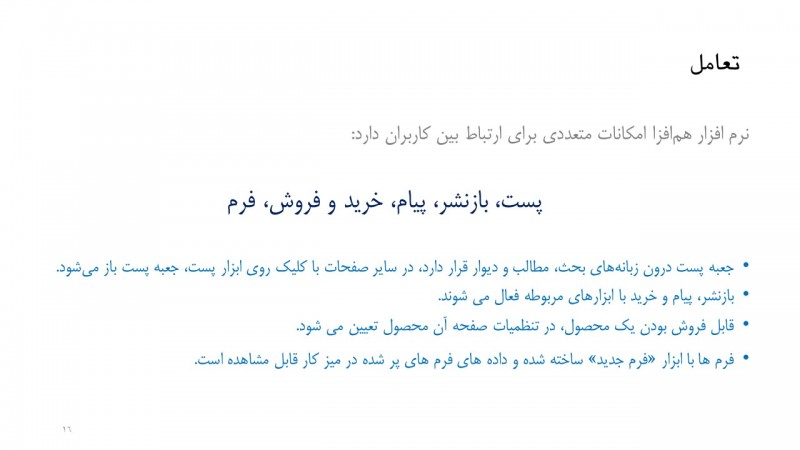 تعامل
نرم افزار هم‌افزا امکانات متعددی برای ارتباط بین کاربران دارد:
پست، بازنشر، پیام، خرید و فروش، فرم
• جعبه پست درون زبانه‌های بحث، مطالب و دیوار قرار دارد، در سایر صفحات با کلیک روی ابزار پست، جعبه پست باز می‌شود.
• بازنشر، پیام و خرید با ابزارهای مربوطه فعال می شوند.
• قابل فروش بودن یک محصول، در تنظمیات صفحه آن محصول تعیین می شود.
• فرم ها با ابزار «فرم جدید» ساخته شده و داده های فرم های پر شده در میز کار قابل مشاهده است.
۱۶